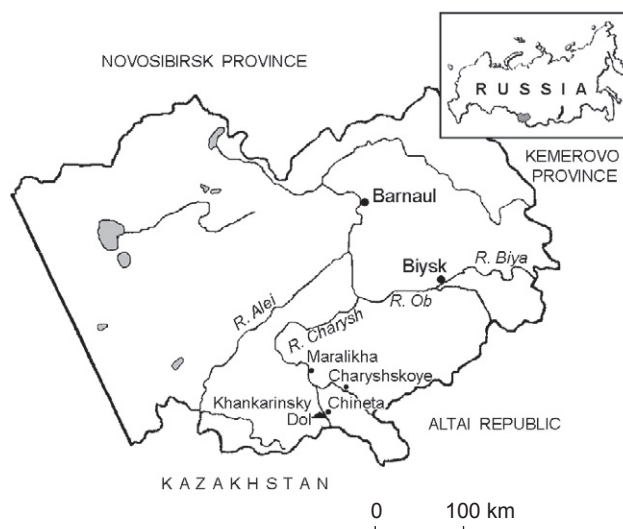 NOVOSIBIRSK PROVINCE
RUSSIA
KEMEROVO
PROVINCE
Barnaul
Biysk
R. Biya
R. Ob
R. Alei
R. Charysh
Maralikha
Charyshskoye
Khankarinsky
Dol
Chineta
ALTAI REPUBLIC
KAZAKHSTAN
0 100 km